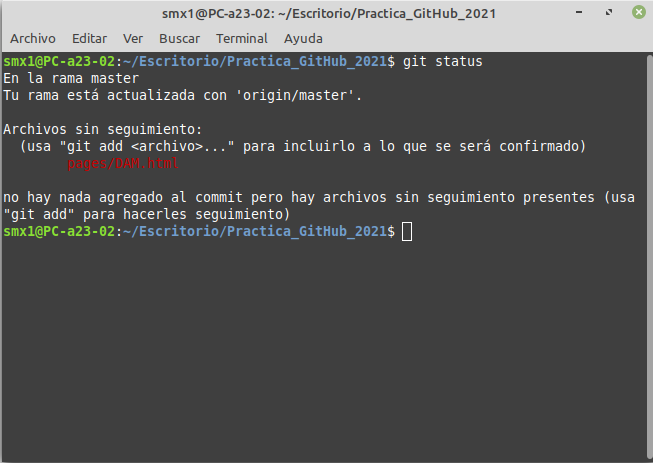 smx1@PC-a23-02: ~/Escritorio/Practica_GitHub_2021
Archivo Editar Ver Buscar Terminal Ayuda
smx1@PC-a23-02:~/Escritorio/Practica_GitHub_2021$ git status
En la rama master
Tu rama está actualizada con 'origin/master'.
Archivos sin seguimiento:
(usa "git add <archivo>..." para incluirlo a lo que se será confirmado)
pages/DAM.html
no hay nada agregado al commit pero hay archivos sin seguimiento presentes (usa
"git add" para hacerles seguimiento)
smx1@PC-a23-02:~/Escritorio/Practica_GitHub_2021$